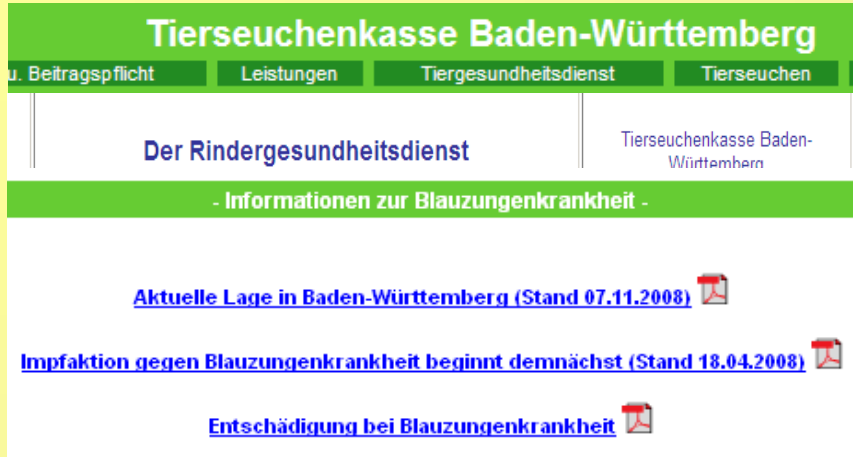 Tierseuchenkasse Baden-Württemberg
u. Beitragspflicht Leistungen Tiergesundheitsdienst Tierseuchen
Der Rindergesundheitsdienst
Tierseuchenkasse Baden-
Württemberg
- Informationen zur Blauzungenkrankheit -
Aktuelle Lage in Baden-Württemberg (Stand 07.11.2008)
Impfaktion gegen Blauzungenkrankheit beginnt demnächst (Stand 18.04.2008)
Entschädigung bei Blauzungenkrankheit